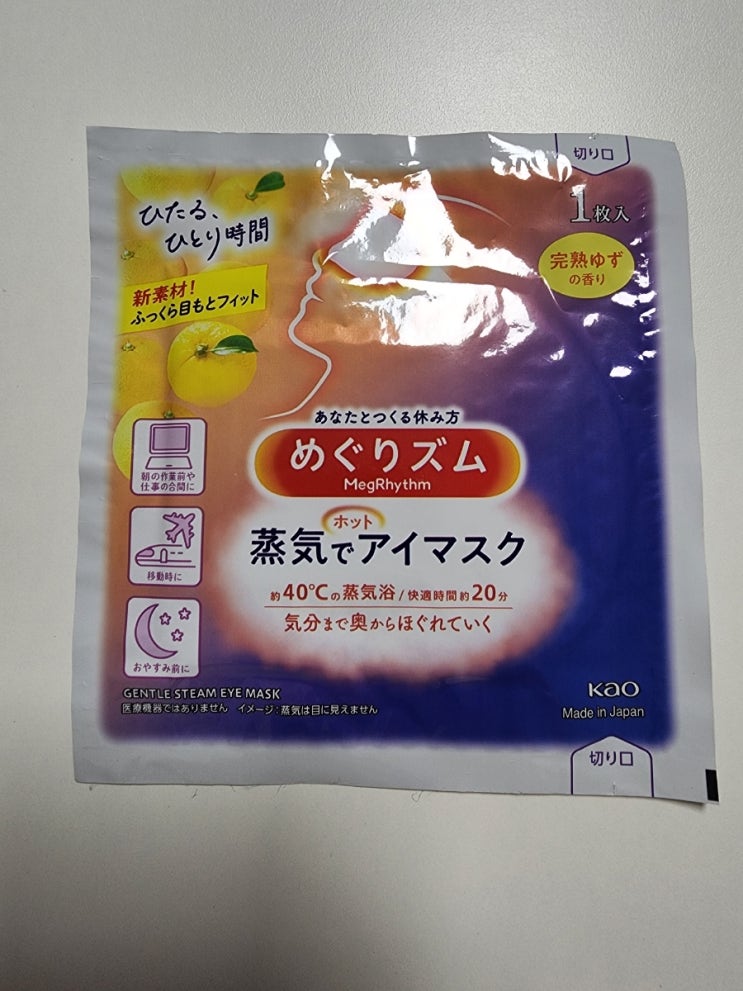 切り口
ひたる、
ひとり時間
1枚入
完熟ゆず
の香り
新素材!
ふっくら目もとフィット
あなたとつくる休み方
めぐりズム
MegRhythm
朝の作業前や
仕事の合間に
ホット
蒸気でアイマスク
移動時に
約40℃の蒸気浴/快適時間約20分
気分まで奥からほぐれていく
おやすみ前に
GENTLE STEAM EYE MASK
医療機器ではありません イメージ:蒸気は目に見えません
Kao
Made in Japan
切り口